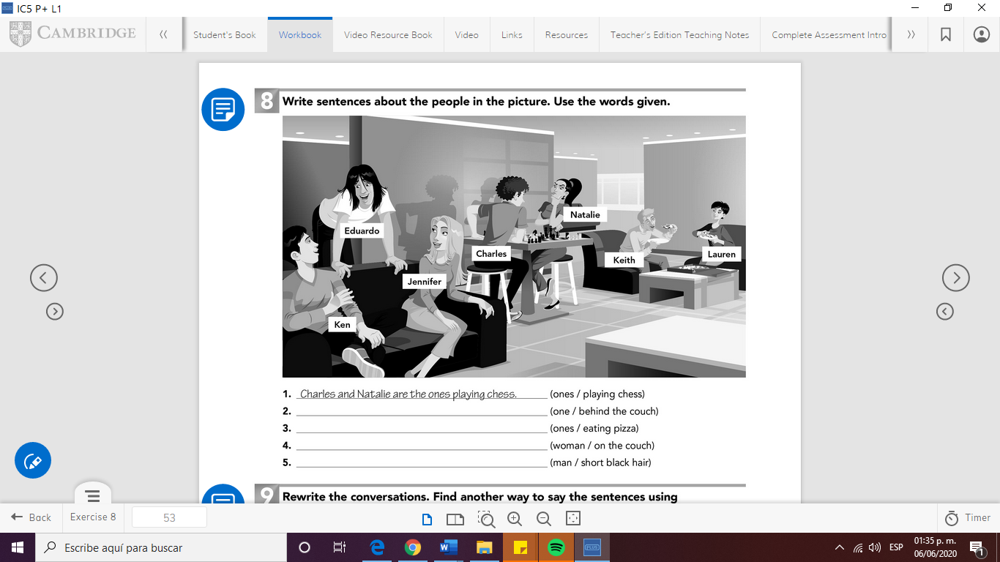 IC5 P+ L1
CAMBRIDGE
Student's Book
Workbook
Video Resource Book
Video
Links
Resources
Teacher's Edition Teaching Notes
Complete Assessment Intro
8 Write sentences about the people in the picture. Use the words given.
Eduardo
Natalie
Charles
Keith
Lauren
Jennifer
Ken
1. Charles and Natalie are the ones playing chess. (ones / playing chess)
2. (one / behind the couch)
3. (ones / eating pizza)
4. (woman / on the couch)
5. (man / short black hair)
9 Rewrite the conversations. Find another way to say the sentences using
Back
Exercise 8
53
Timer
Escribe aquí para buscar
PLUS
ESP
01:35 p. m.
06/06/2020
1